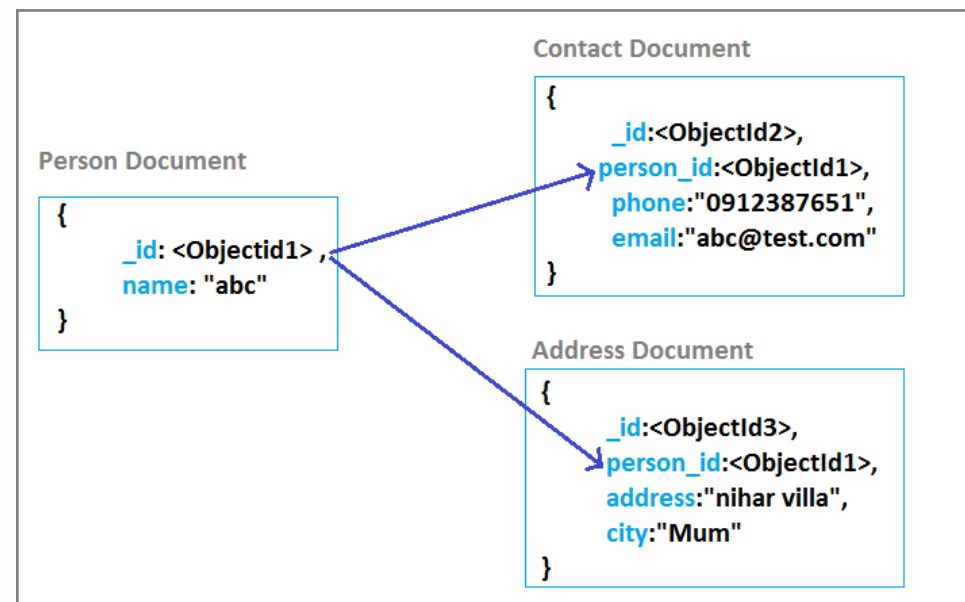 Person Document
{
_id: <Objectid1> ,
name: "abc"
}
Contact Document
{
_id:<ObjectId2>,
person_id:<ObjectId1>,
phone:"0912387651",
email:"abc@test.com"
}
Address Document
{
_id:<ObjectId3>,
person_id:<ObjectId1>,
address:"nihar villa",
city:"Mum"
}